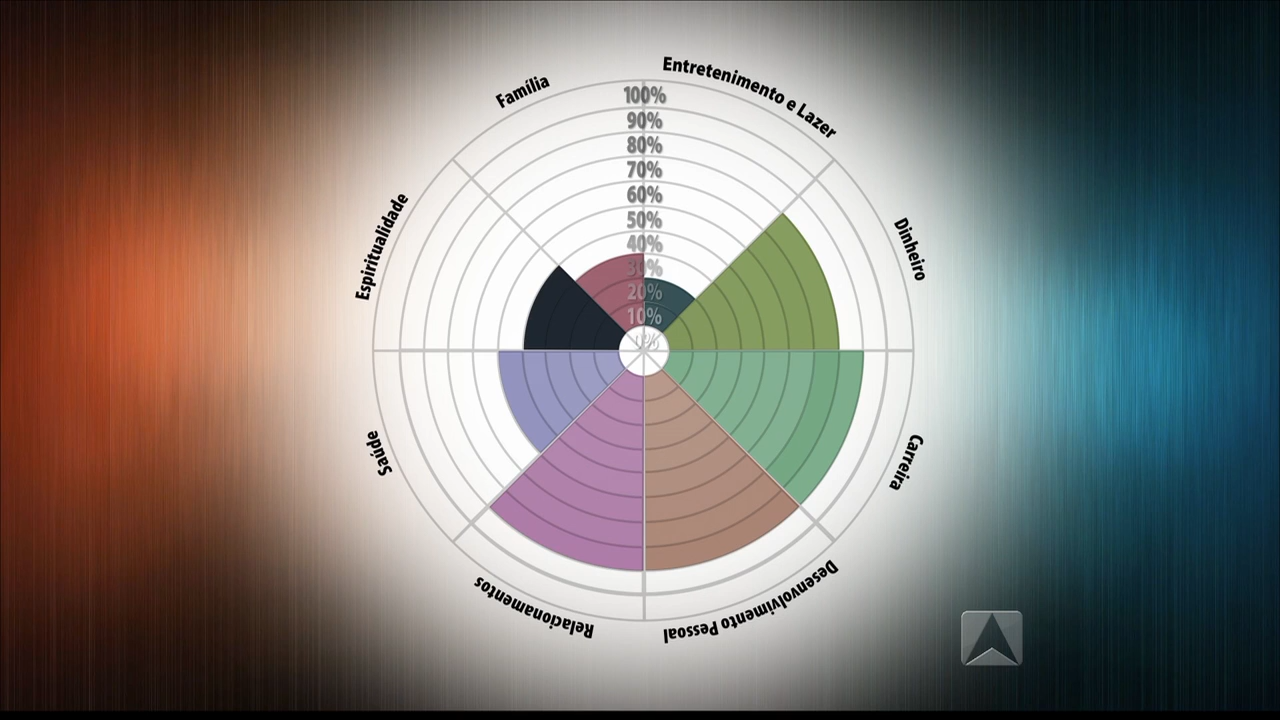 Entretenimento e Lazer
Família
100%
90%
80%
70%
60%
50%
40%
30%
20%
10%
0%
Espiritualidade
Dinheiro
Saúde
Carreira
Relacionamentos
Desenvolvimento Pessoal